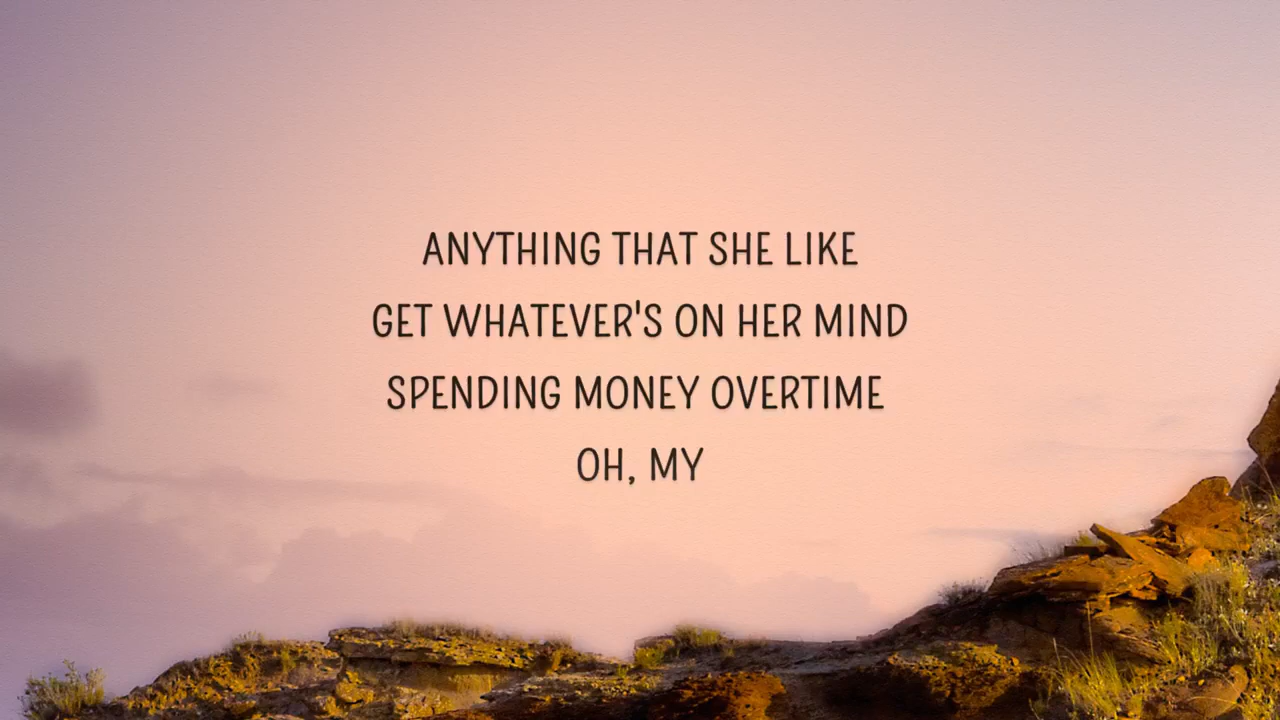 ANYTHING THAT SHE LIKE
GET WHATEVER'S ON HER MIND
SPENDING MONEY OVERTIME
OH, MY